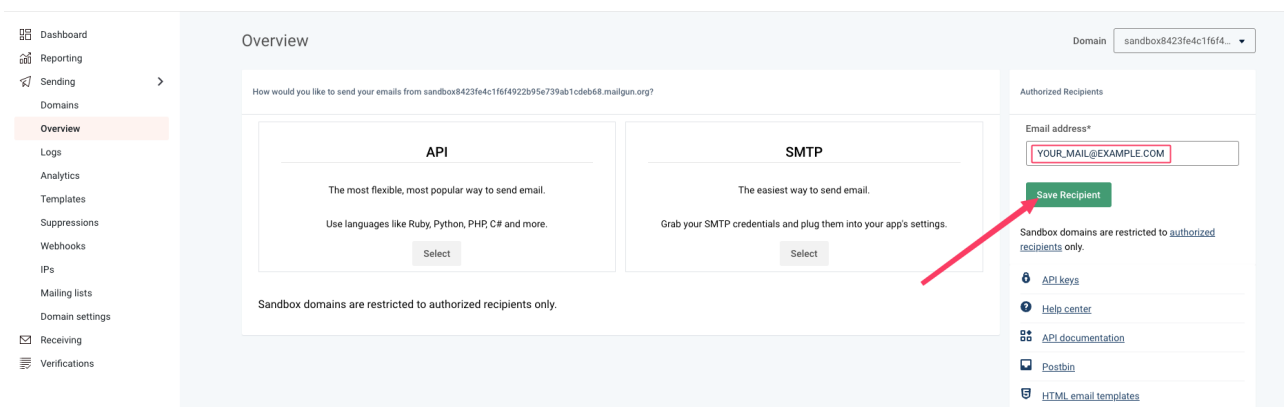 Dashboard
Reporting
Sending
Domains
Overview
Logs
Analytics
Templates
Suppressions
Webhooks
IPs
Mailing lists
Domain settings
Receiving
Verifications
Overview
Domain
sandbox8423fe4c1f6f4...
How would you like to send your emails from sandbox8423fe4c1f6f4922b95e739ab1cdeb68.mailgun.org?
API
The most flexible, most popular way to send email.
Use languages like Ruby, Python, PHP, C# and more.
Select
SMTP
The easiest way to send email.
Grab your SMTP credentials and plug them into your app's settings.
Select
Sandbox domains are restricted to authorized recipients only.
Authorized Recipients
Email address*
YOUR_MAIL@EXAMPLE.COM
Save Recipient
Sandbox domains are restricted to authorized
recipients only.
API keys
Help center
API documentation
Postbin
HTML email templates